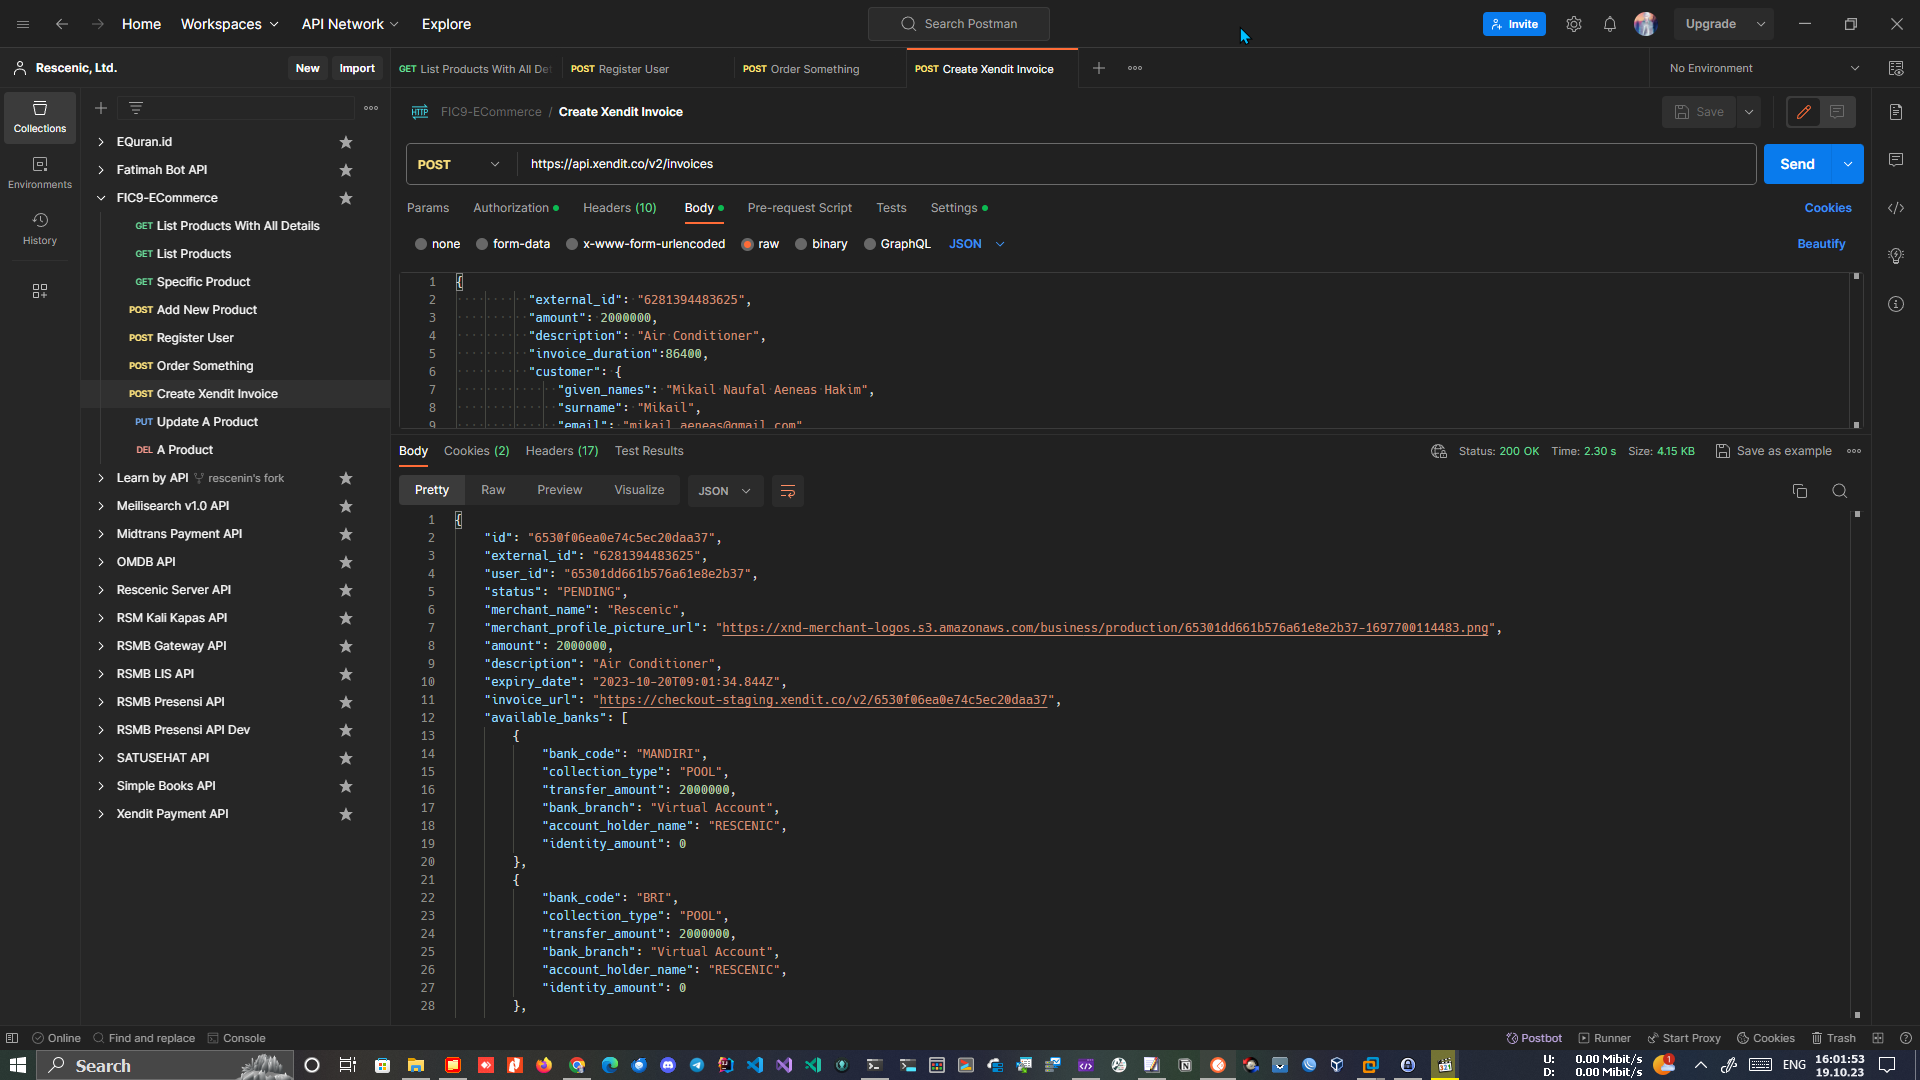 Home
Workspaces
API Network
Explore
Search Postman
Invite
Upgrade
Rescenic, Ltd.
New
Import
GET List Products With All De
POST Register User
POST Order Something
POST Create Xendit Invoice
No Environment
Collections
Environments
History
EQuran.id
Fatimah Bot API
FIC9-ECommerce
GET List Products With All Details
GET List Products
GET Specific Product
POST Add New Product
POST Register User
POST Order Something
POST Create Xendit Invoice
PUT Update A Product
DEL A Product
Learn by API rescenin's fork
Meilisearch v1.0 API
Midtrans Payment API
OMDB API
Rescenic Server API
RSM Kali Kapas API
RSMB Gateway API
RSMB LIS API
RSMB Presensi API
RSMB Presensi API Dev
SATUSEHAT API
Simple Books API
Xendit Payment API
HTTP FIC9-ECommerce / Create Xendit Invoice
Save
POST https://api.xendit.co/v2/invoices
Send
Params Authorization Headers (10) Body Pre-request Script Tests Settings
Cookies
none form-data x-www-form-urlencoded raw binary GraphQL JSON
Beautify
1 {
2 "external_id": "6281394483625",
3 "amount": 2000000,
4 "description": "Air Conditioner",
5 "invoice_duration":86400,
6 "customer": {
7 "given_names": "Mikail Naufal Aeneas Hakim",
8 "surname": "Mikail",
9 "email": "mikail.aeneas@gmail.com"
Body Cookies (2) Headers (17) Test Results
Status: 200 OK Time: 2.30 s Size: 4.15 KB Save as example
Pretty Raw Preview Visualize JSON
1 {
2 "id": "6530f06ea0e74c5ec20daa37",
3 "external_id": "6281394483625",
4 "user_id": "65301dd661b576a61e8e2b37",
5 "status": "PENDING",
6 "merchant_name": "Rescenic",
7 "merchant_profile_picture_url": "https://xnd-merchant-logos.s3.amazonaws.com/business/production/65301dd661b576a61e8e2b37-1697700114483.png",
8 "amount": 2000000,
9 "description": "Air Conditioner",
10 "expiry_date": "2023-10-20T09:01:34.844Z",
11 "invoice_url": "https://checkout-staging.xendit.co/v2/6530f06ea0e74c5ec20daa37",
12 "available_banks": [
13 {
14 "bank_code": "MANDIRI",
15 "collection_type": "POOL",
16 "transfer_amount": 2000000,
17 "bank_branch": "Virtual Account",
18 "account_holder_name": "RESCENIC",
19 "identity_amount": 0
20 },
21 {
22 "bank_code": "BRI",
23 "collection_type": "POOL",
24 "transfer_amount": 2000000,
25 "bank_branch": "Virtual Account",
26 "account_holder_name": "RESCENIC",
27 "identity_amount": 0
28 },
Online Find and replace Console
Postbot Runner Start Proxy Cookies Trash
Search
U: 0.00 Mibit/s
D: 0.00 Mibit/s
1
ENG
16:01:53
19.10.23